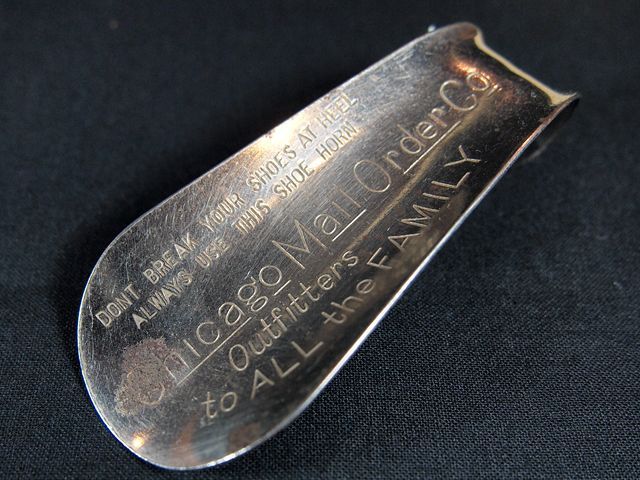 DONT BREAK YOUR SHOES AT HEEL
ALWAYS USE THIS SHOE HORN
Chicago Mail Order Co.
Outfitters
to ALL the FAMILY